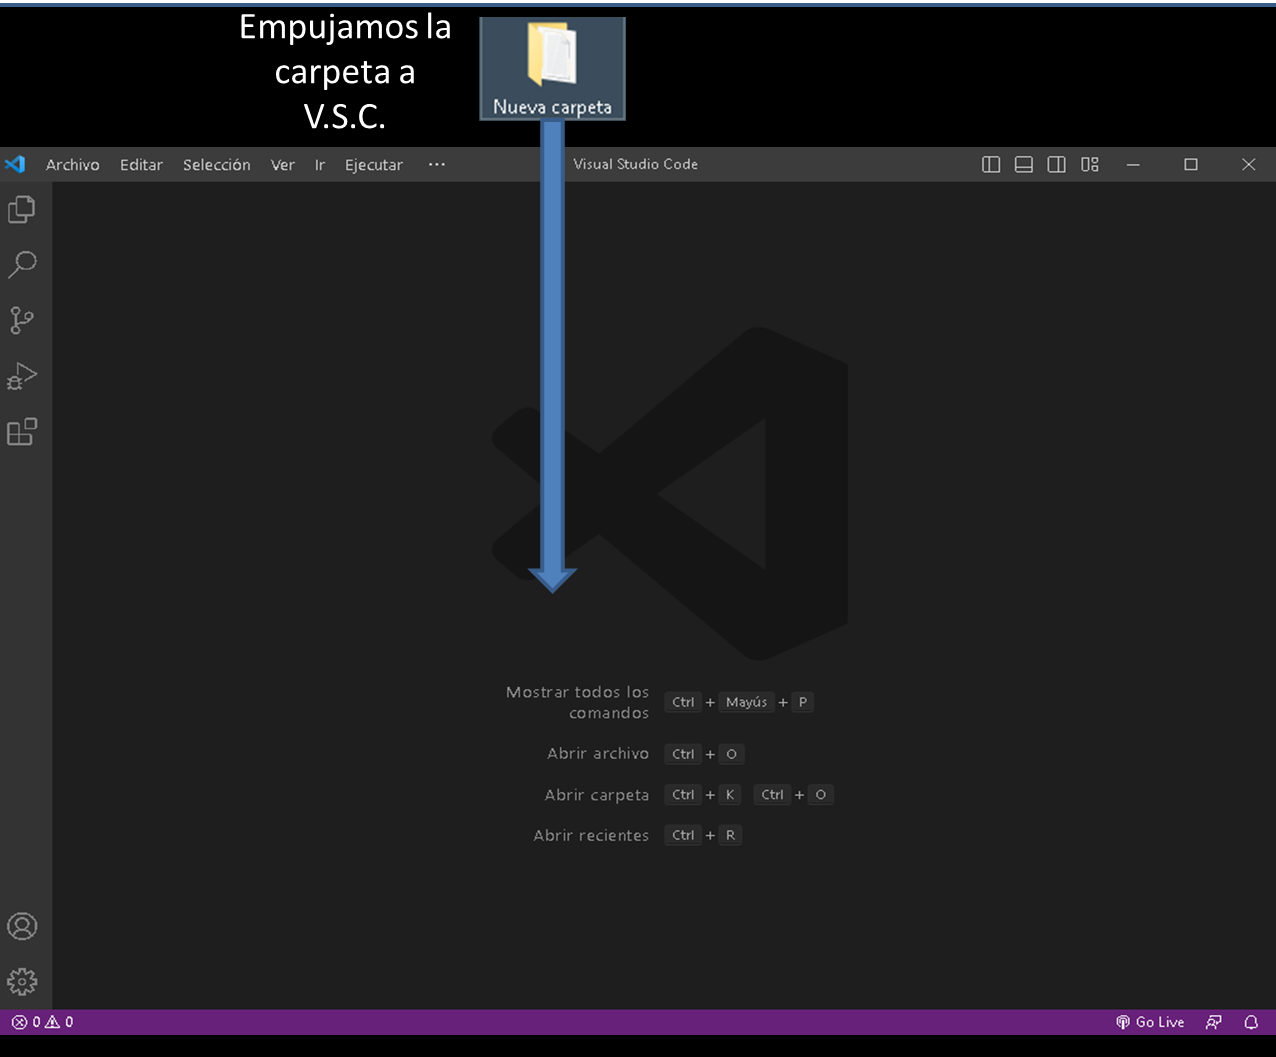 Empujamos la
carpeta a
V.S.C.
Nueva carpeta
Archivo Editar Selección Ver Ir Ejecutar ··· Visual Studio Code
Mostrar todos los
comandos Ctrl + Mayús + P
Abrir archivo Ctrl + O
Abrir carpeta Ctrl + K Ctrl + O
Abrir recientes Ctrl + R
0 0 Go Live